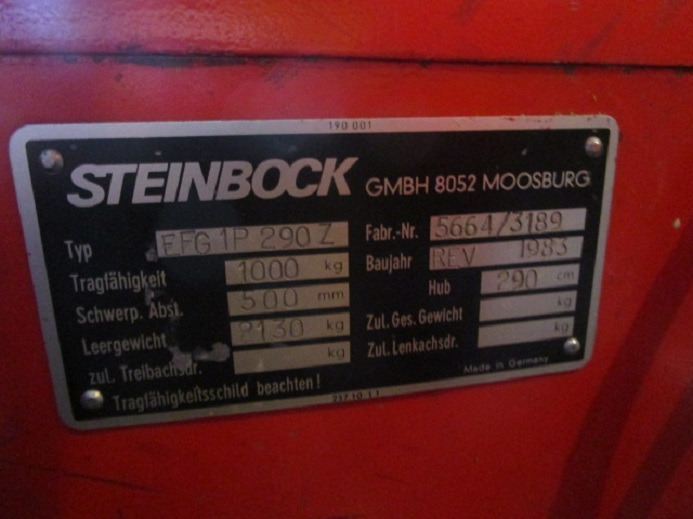 190 001
STEINBOCK GMBH 8052 MOOSBURG
Typ EFG 1P 290 Z
Tragfähigkeit 1000 kg
Schwerp. Abst. 500 mm
Leergewicht 2130 kg
zul. Treibachsdr. kg
Tragfähigkeitsschild beachten!
Fabr.-Nr. 5664/3189
Baujahr REV 1983
Hub 290 cm
Zul. Ges. Gewicht kg
Zul. Lenkachsdr. kg
Made in Germany